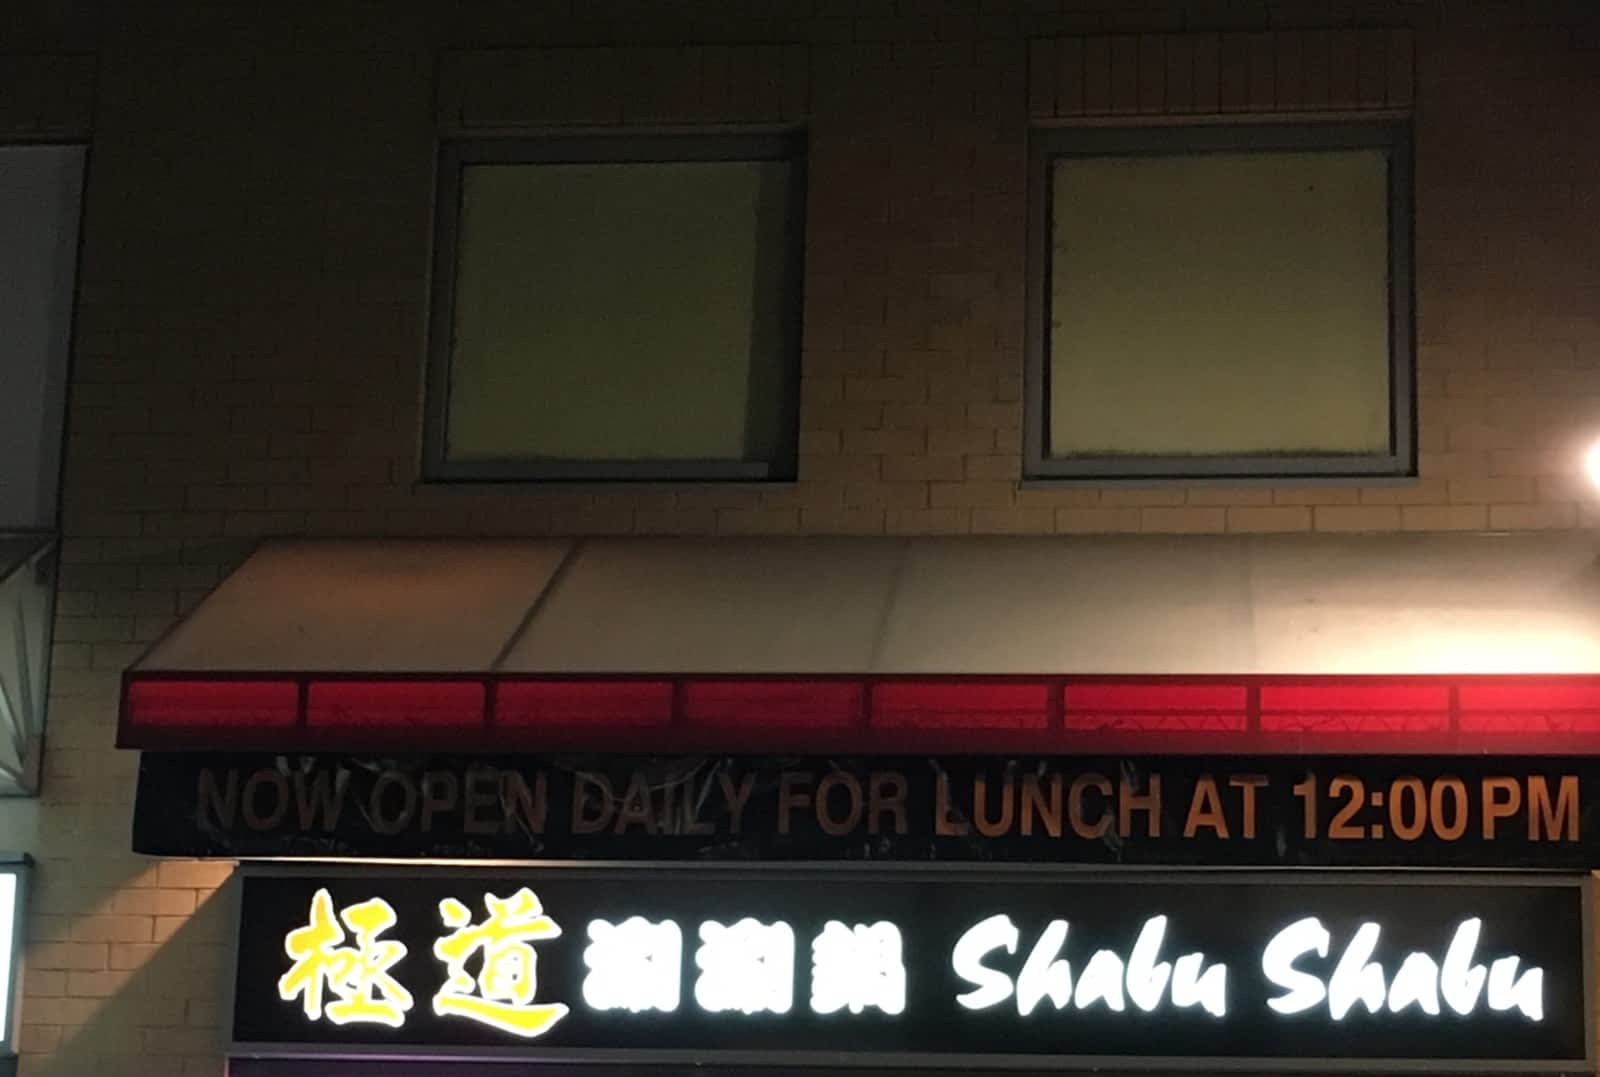 NOW OPEN DAILY FOR LUNCH AT 12:00 PM
極道涮涮鍋 Shabu Shabu